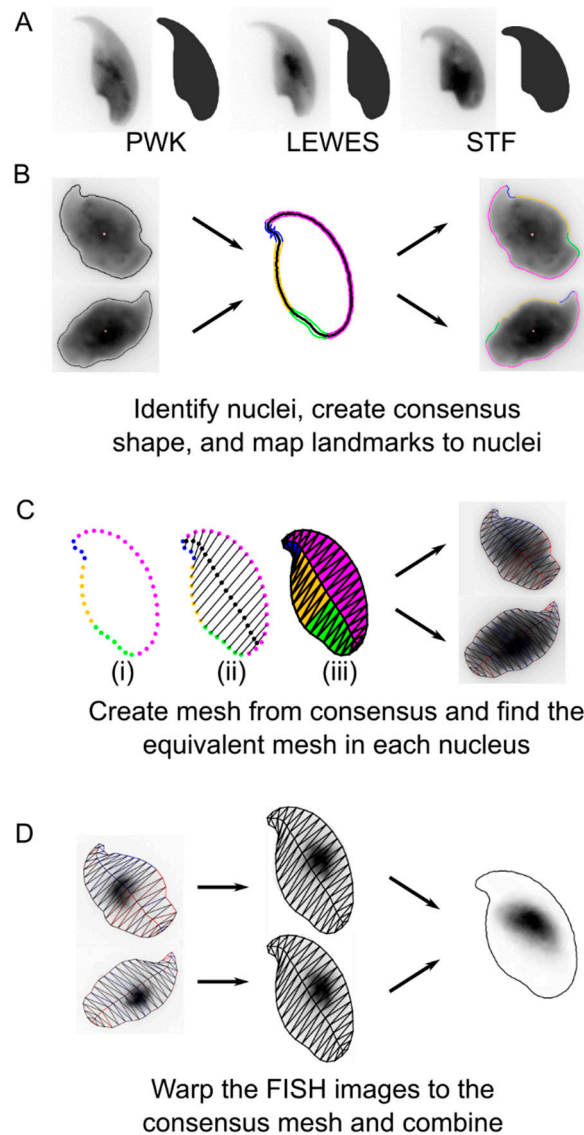 A
PWK LEWES STF
B
Identify nuclei, create consensus
shape, and map landmarks to nuclei
C
(i) (ii) (iii)
Create mesh from consensus and find the
equivalent mesh in each nucleus
D
Warp the FISH images to the
consensus mesh and combine